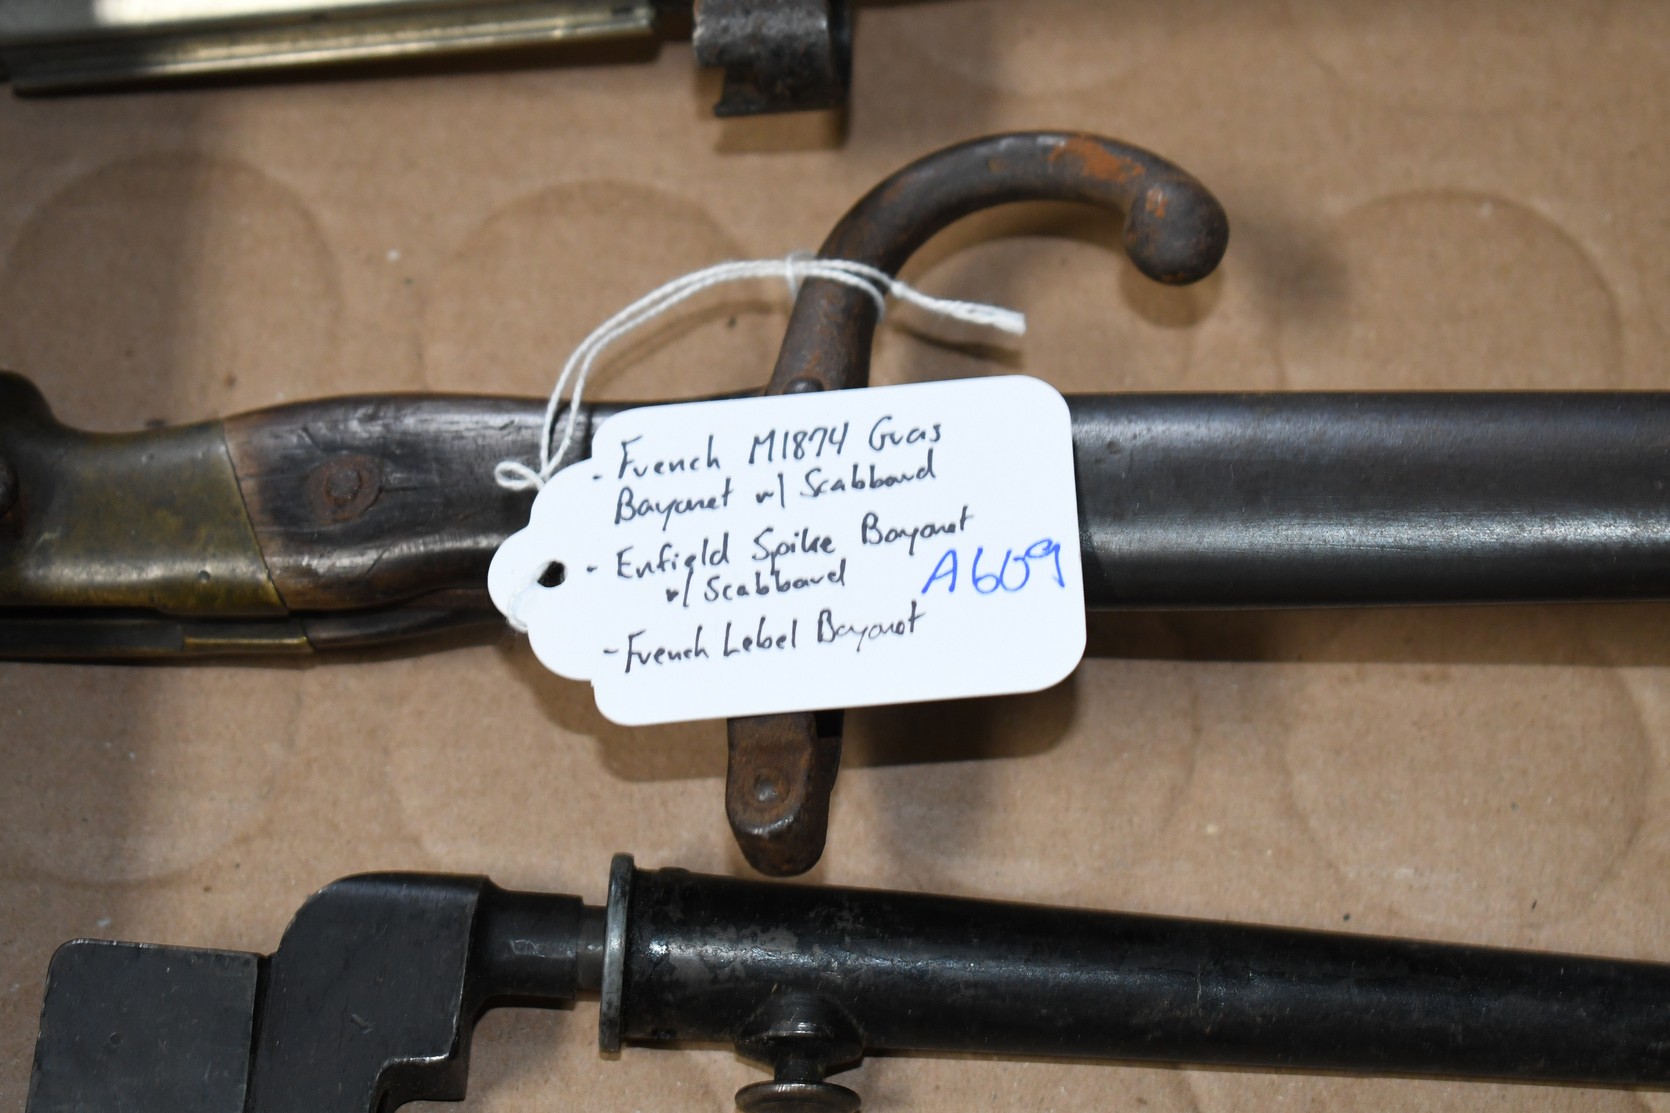 - French M1874 Gras
Bayonet w/ Scabbard
- Enfield Spike Bayonet
w/ Scabbard
A609
- French Lebel Bayonet